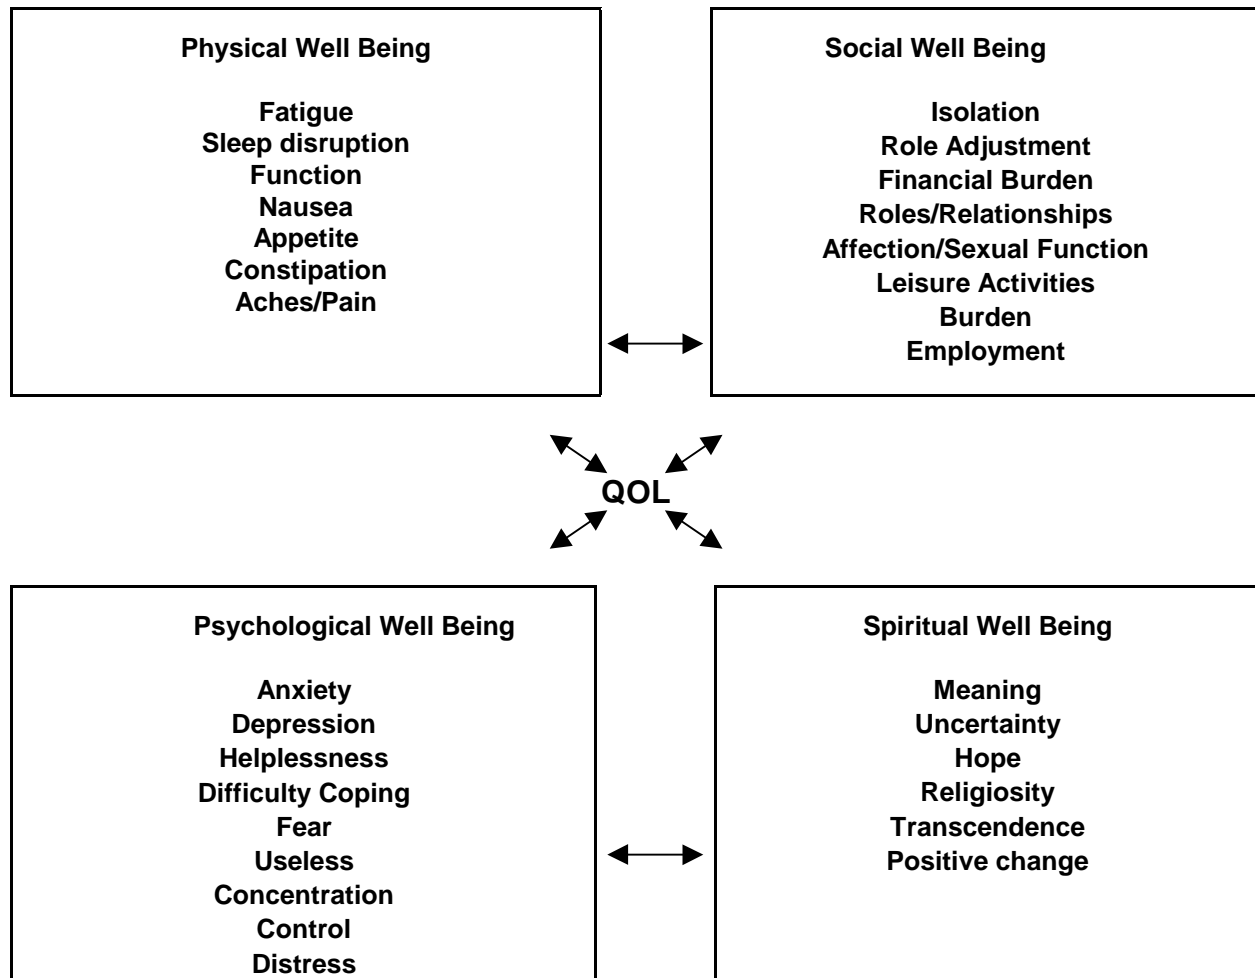 Physical Well Being
Fatigue
Sleep disruption
Function
Nausea
Appetite
Constipation
Aches/Pain
Social Well Being
Isolation
Role Adjustment
Financial Burden
Roles/Relationships
Affection/Sexual Function
Leisure Activities
Burden
Employment
QOL
Psychological Well Being
Anxiety
Depression
Helplessness
Difficulty Coping
Fear
Useless
Concentration
Control
Distress
Spiritual Well Being
Meaning
Uncertainty
Hope
Religiosity
Transcendence
Positive change